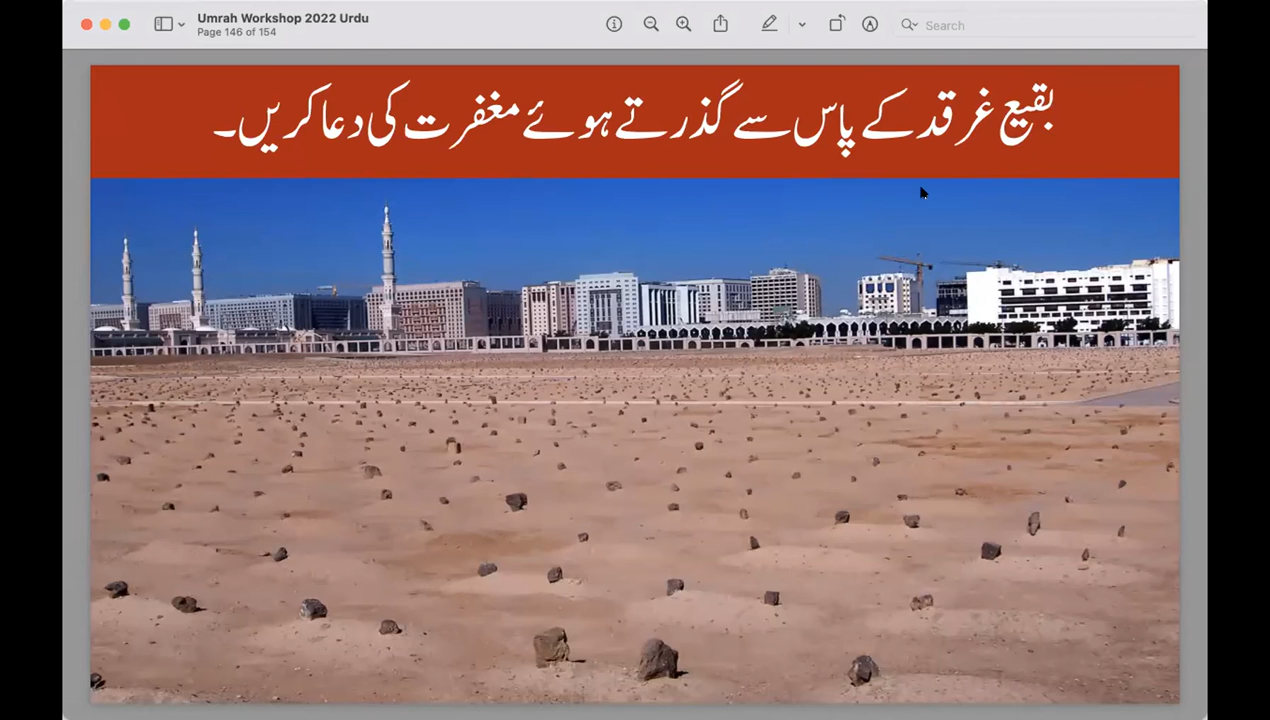 Umrah Workshop 2022 Urdu
Page 146 of 154
Search
بقیع غرقد کے پاس سے گذرتے ہوئے مغفرت کی دعا کریں۔